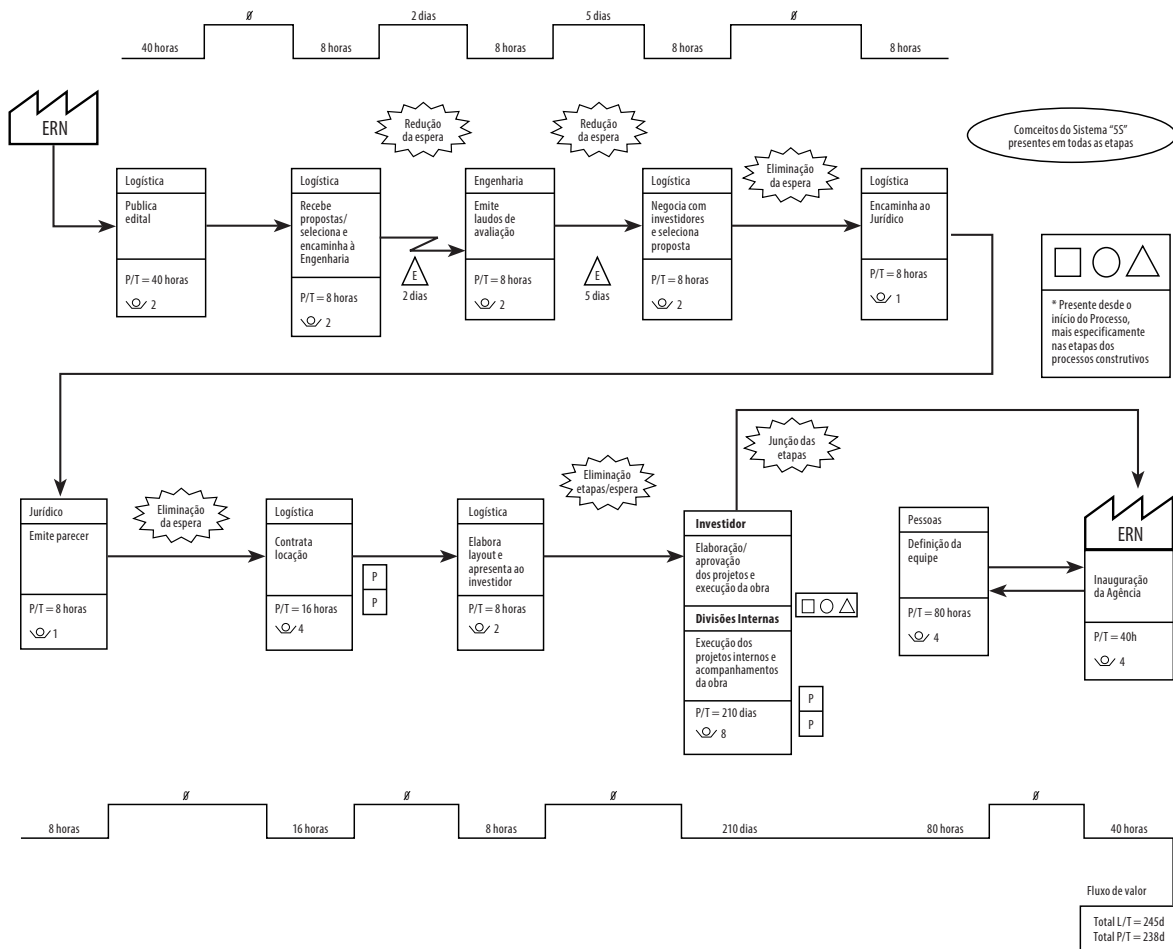 Ø
2 dias
5 dias
Ø
40 horas
8 horas
8 horas
8 horas
8 horas
ERN
Redução
da espera
Redução
da espera
Eliminação
da espera
Comceitos do Sistema "5S"
presentes em todas as etapas
Logística
Publica
edital
P/T = 40 horas
2
Logística
Recebe
propostas/
seleciona e
encaminha à
Engenharia
P/T = 8 horas
2
E
2 dias
Engenharia
Emite
laudos de
avaliação
P/T = 8 horas
2
E
5 dias
Logística
Negocia com
investidores
e seleciona
proposta
P/T = 8 horas
2
Logística
Encaminha ao
Jurídico
P/T = 8 horas
1
* Presente desde o
início do Processo,
mais especificamente
nas etapas dos
processos construtivos
Jurídico
Emite parecer
P/T = 8 horas
1
Eliminação
da espera
Logística
Contrata
locação
P/T = 16 horas
4
P
P
Logística
Elabora
layout e
apresenta ao
investidor
P/T = 8 horas
2
Eliminação
etapas/espera
Junção das
etapas
Investidor
Elaboração/
aprovação
dos projetos e
execução da obra
Divisões Internas
Execução dos
projetos internos e
acompanhamentos
da obra
P/T = 210 dias
8
P
P
Pessoas
Definição da
equipe
P/T = 80 horas
4
ERN
Inauguração
da Agência
P/T = 40h
4
Ø
Ø
Ø
Ø
8 horas
16 horas
8 horas
210 dias
80 horas
40 horas
Fluxo de valor
Total L/T = 245d
Total P/T = 238d